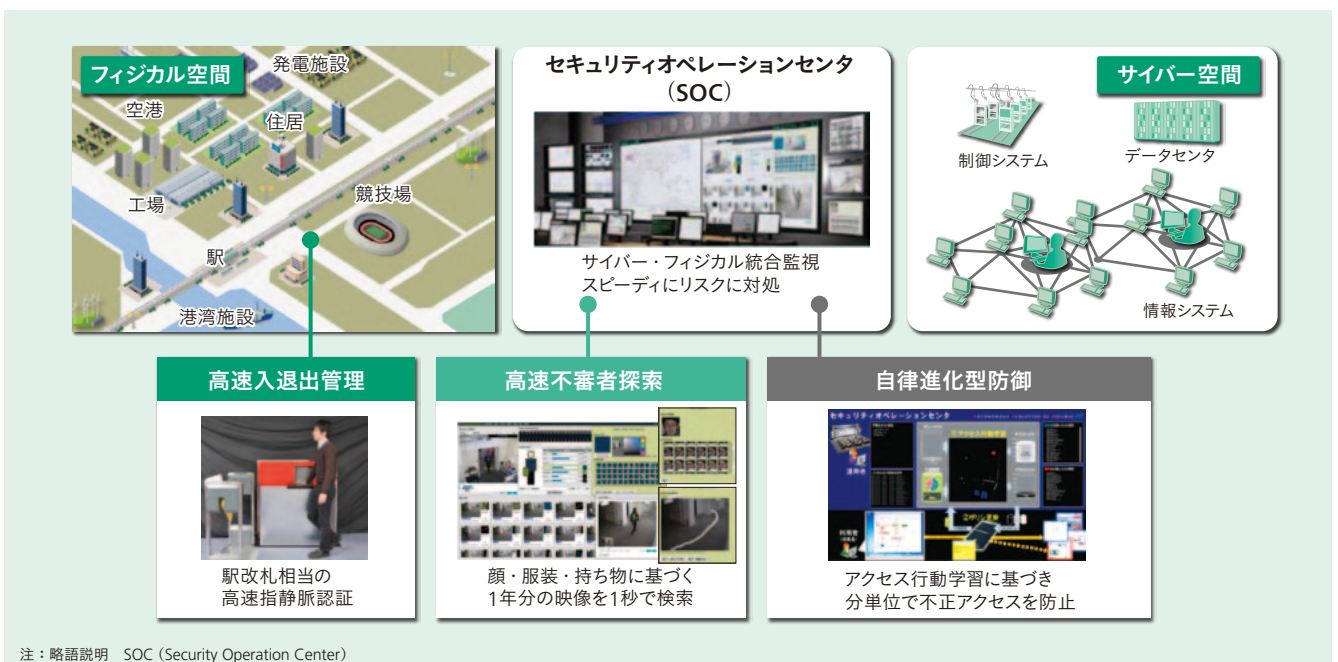 フィジカル空間
発電施設
空港
住居
工場
競技場
駅
港湾施設
セキュリティオペレーションセンタ
（SOC）
サイバー・フィジカル統合監視
スピーディにリスクに対処
サイバー空間
制御システム
データセンタ
情報システム
高速入退出管理
駅改札相当の
高速指静脈認証
高速不審者探索
顔・服装・持ち物に基づく
1年分の映像を1秒で検索
自律進化型防御
セキュリティオペレーションセンタ
アクセス行動学習に基づき
分単位で不正アクセスを防止
注：略語説明　SOC（Security Operation Center）